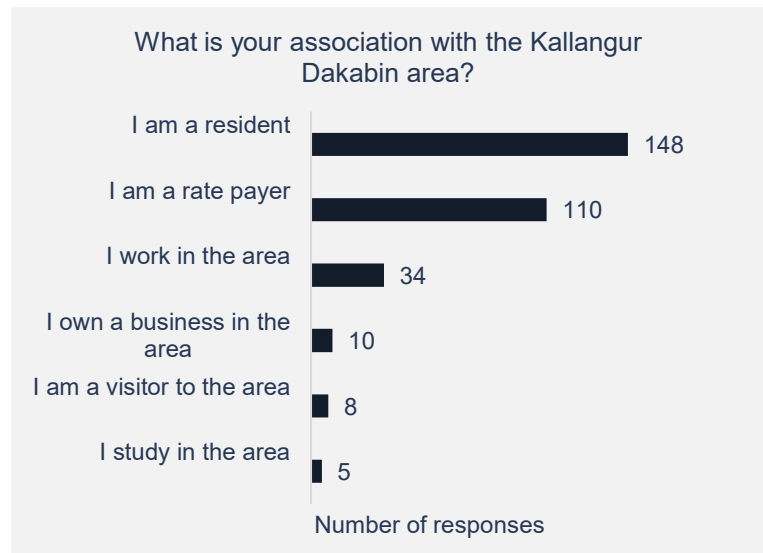 What is your association with the Kallangur
Dakabin area?
I am a resident
148
I am a rate payer
110
I work in the area
34
I own a business in the
area
10
I am a visitor to the area
8
I study in the area
5
Number of responses